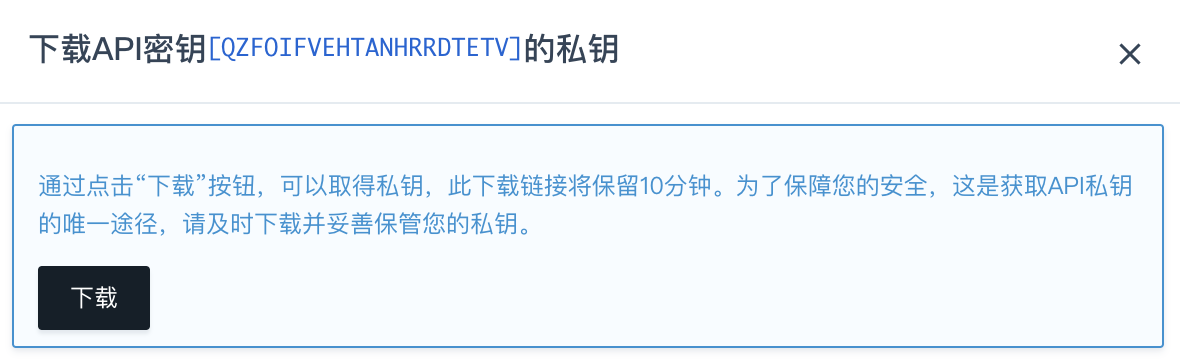 下载API密钥[QZFOIFVEHTANHRRDTETV]的私钥
通过点击“下载”按钮，可以取得私钥，此下载链接将保留10分钟。为了保障您的安全，这是获取API私钥
的唯一途径，请及时下载并妥善保管您的私钥。
下载